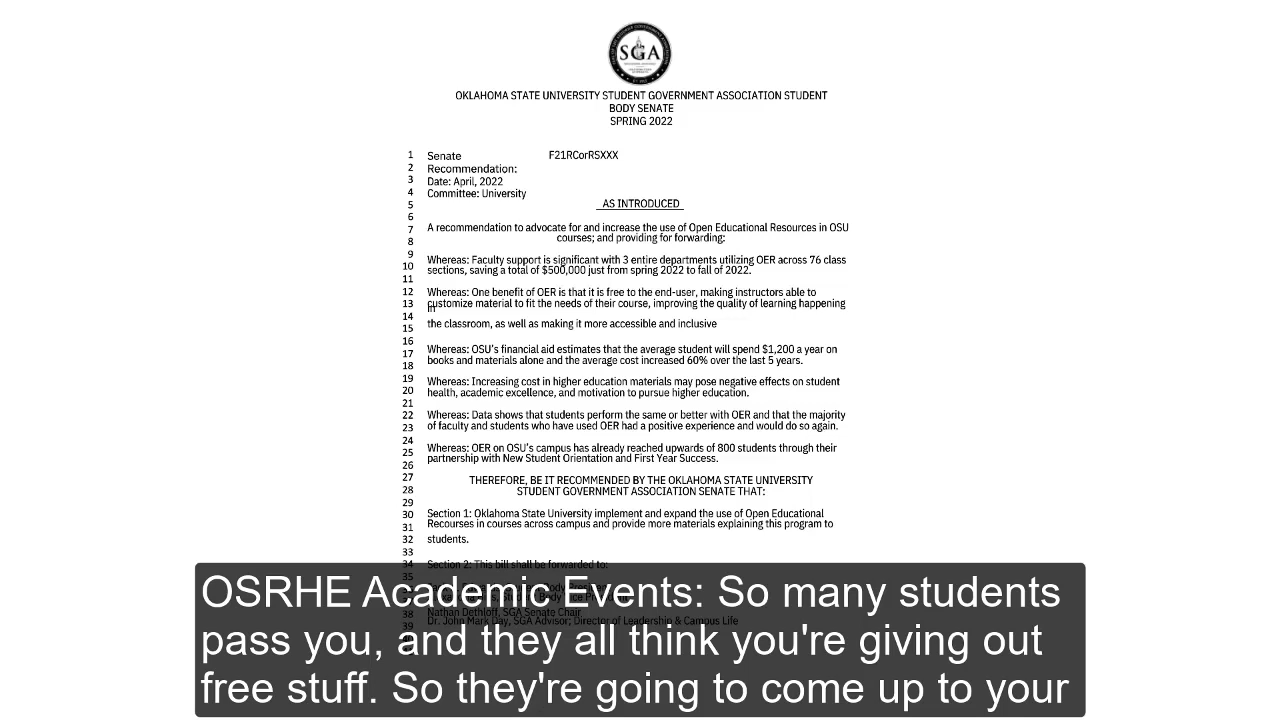 SGA
OKLAHOMA STATE UNIVERSITY STUDENT GOVERNMENT ASSOCIATION STUDENT
BODY SENATE
SPRING 2022
1 Senate F21RCorRSXXX
2 Recommendation:
3 Date: April, 2022
4 Committee: University
5 AS INTRODUCED
6
7 A recommendation to advocate for and increase the use of Open Educational Resources in OSU
8 courses; and providing for forwarding:
9 Whereas: Faculty support is significant with 3 entire departments utilizing OER across 76 class
10 sections, saving a total of $500,000 just from spring 2022 to fall of 2022.
11
12 Whereas: One benefit of OER is that it is free to the end-user, making instructors able to
13 customize material to fit the needs of their course, improving the quality of learning happening
in
14
15 the classroom, as well as making it more accessible and inclusive
16
17 Whereas: OSU's financial aid estimates that the average student will spend $1,200 a year on
18 books and materials alone and the average cost increased 60% over the last 5 years.
19 Whereas: Increasing cost in higher education materials may pose negative effects on student
20 health, academic excellence, and motivation to pursue higher education.
21
22 Whereas: Data shows that students perform the same or better with OER and that the majority
23 of faculty and students who have used OER had a positive experience and would do so again.
24
25 Whereas: OER on OSU's campus has already reached upwards of 800 students through their
26 partnership with New Student Orientation and First Year Success.
27 THEREFORE, BE IT RECOMMENDED BY THE OKLAHOMA STATE UNIVERSITY
28 STUDENT GOVERNMENT ASSOCIATION SENATE THAT:
29
30 Section 1: Oklahoma State University implement and expand the use of Open Educational
31 Recourses in courses across campus and provide more materials explaining this program to
32 students.
33
34 Section 2: This bill shall be forwarded to:
35
38 Nathan Dethloff, SGA Senate Chair
39 Dr. John Mark Day, SGA Advisor; Director of Leadership & Campus Life
OSRHE Academic Events: So many students
pass you, and they all think you're giving out
free stuff. So they're going to come up to your